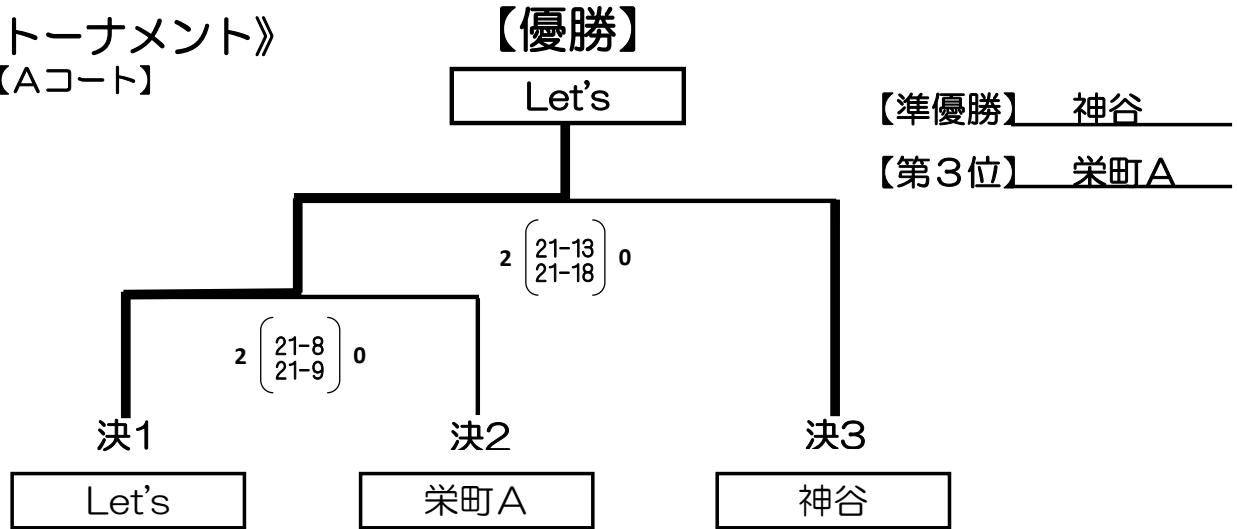 トーナメント》
【優勝】
【Aコート】
Let's
【準優勝】 神谷
【第3位】 栄町A
2 21-13 0
21-18
2 21-8 0
21-9
決1 決2 決3
Let's 栄町A 神谷